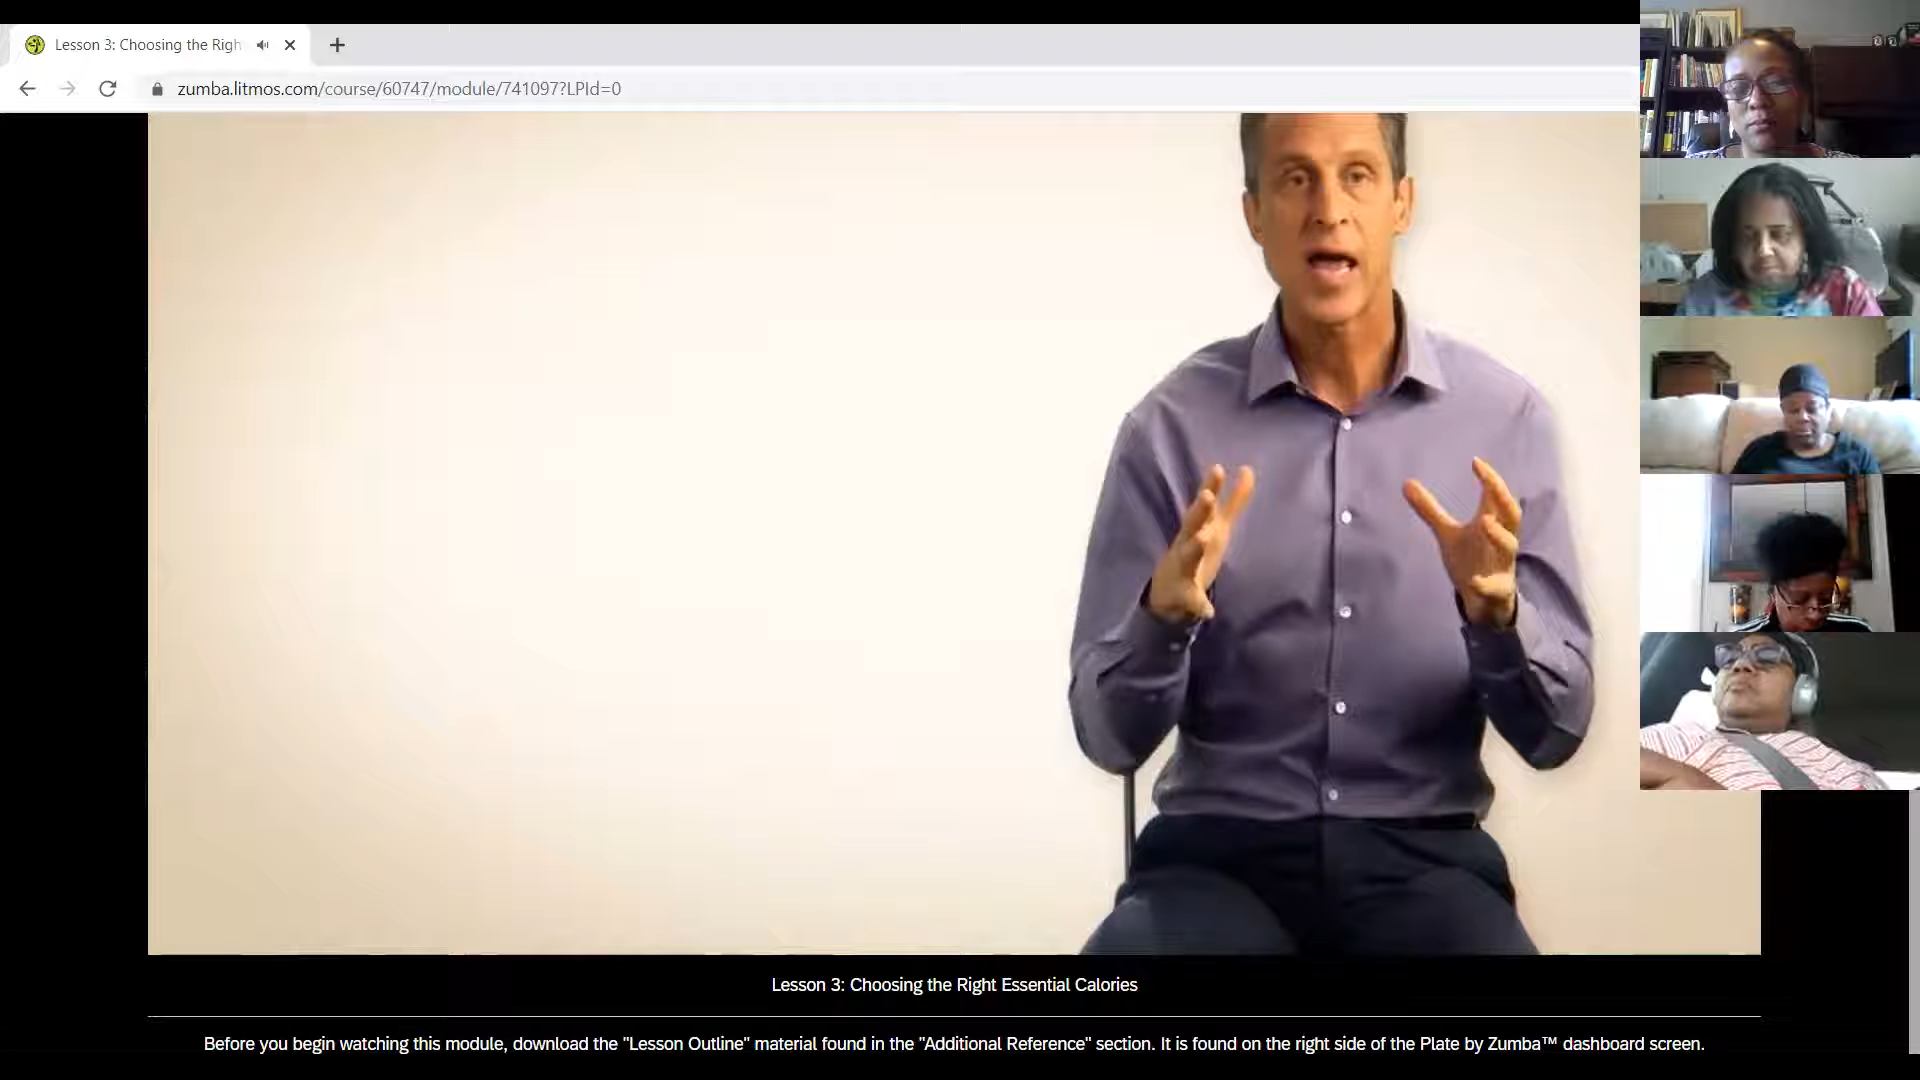 Lesson 3: Choosing the Righ
zumba.litmos.com/course/60747/module/741097?LPId=0
Lesson 3: Choosing the Right Essential Calories
Before you begin watching this module, download the "Lesson Outline" material found in the "Additional Reference" section. It is found on the right side of the Plate by Zumba™ dashboard screen.